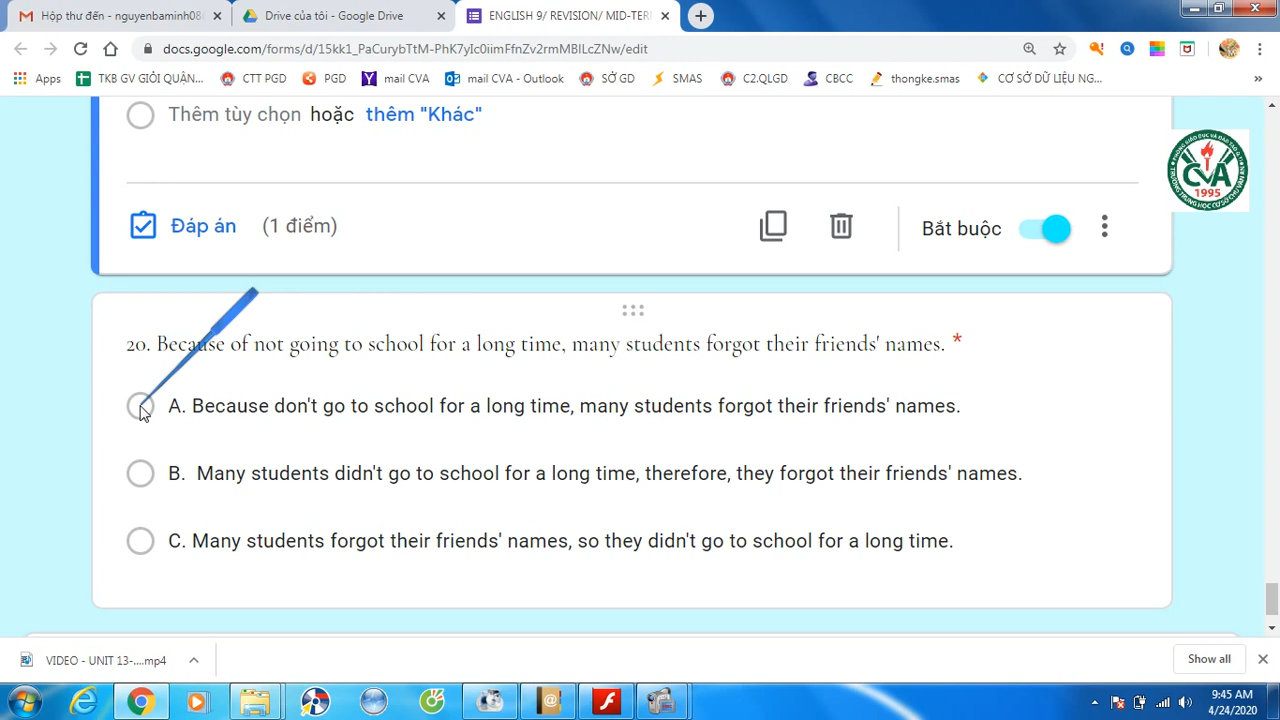 Hộp thư đến - nguyenbaminh08
Drive của tôi - Google Drive
ENGLISH 9/ REVISION/ MID-TER
docs.google.com/forms/d/15kk1_PaCurybTtM-PhK7yIcWmFfnZv2rmMBlLcZNw/edit
Apps
TKB GV GIỎI QUẬN...
CTT PGD
PGD
mail CVA
mail CVA - Outlook
SỞ GD
SMAS
C2.QLGD
CBCC
thongke.smas
CƠ SỞ DỮ LIỆU NG...
»
Thêm tùy chọn hoặc thêm "Khác"
CVA
1995
Đáp án (1 điểm)
Bắt buộc
20. Because of not going to school for a long time, many students forgot their friends' names. *
A. Because don't go to school for a long time, many students forgot their friends' names.
B. Many students didn't go to school for a long time, therefore, they forgot their friends' names.
C. Many students forgot their friends' names, so they didn't go to school for a long time.
VIDEO - UNIT 13-....mp4
Show all
9:45 AM
4/24/2020